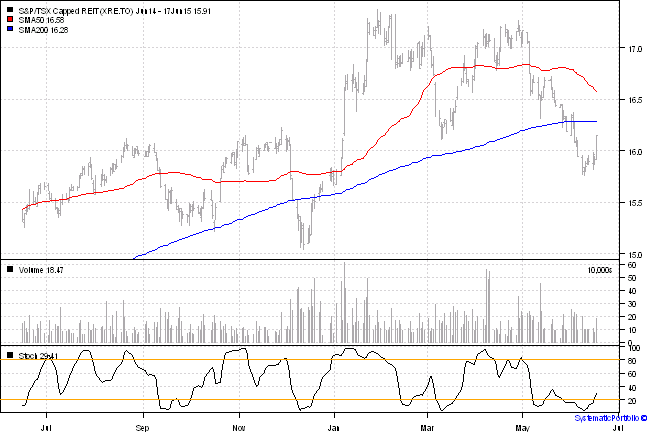 S&P/TSX Capped REIT (XRE.TO) Jun14 - 17Jun15 15.91
SMA50 16.58
SMA200 16.28
17.0
16.5
16.0
15.5
15.0
Volume 18.47
10,000s
60
50
40
30
20
10
0
Stoch 29.41
100
80
60
40
20
Jul
Sep
Nov
Jan
Mar
May
Jul
SystematicPortfolio ©